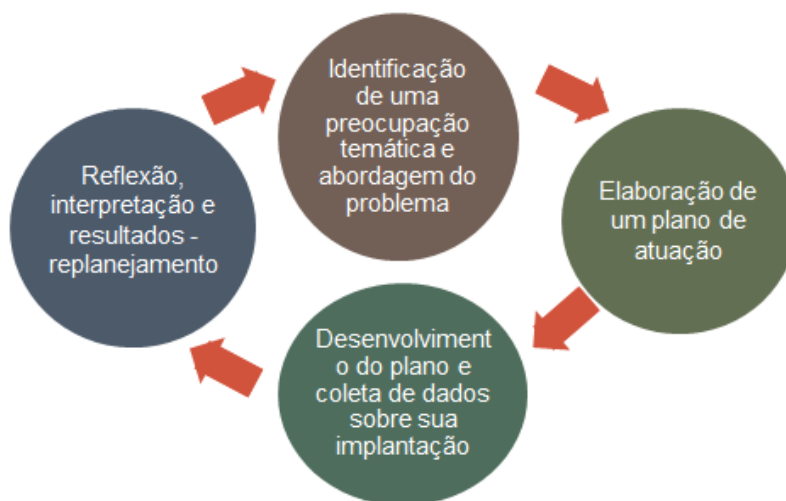 Identificação
de uma
preocupação
temática e
abordagem do
problema
Elaboração de
um plano de
atuação
Desenvolviment
o do plano e
coleta de dados
sobre sua
implantação
Reflexão,
interpretação e
resultados -
replanejamento